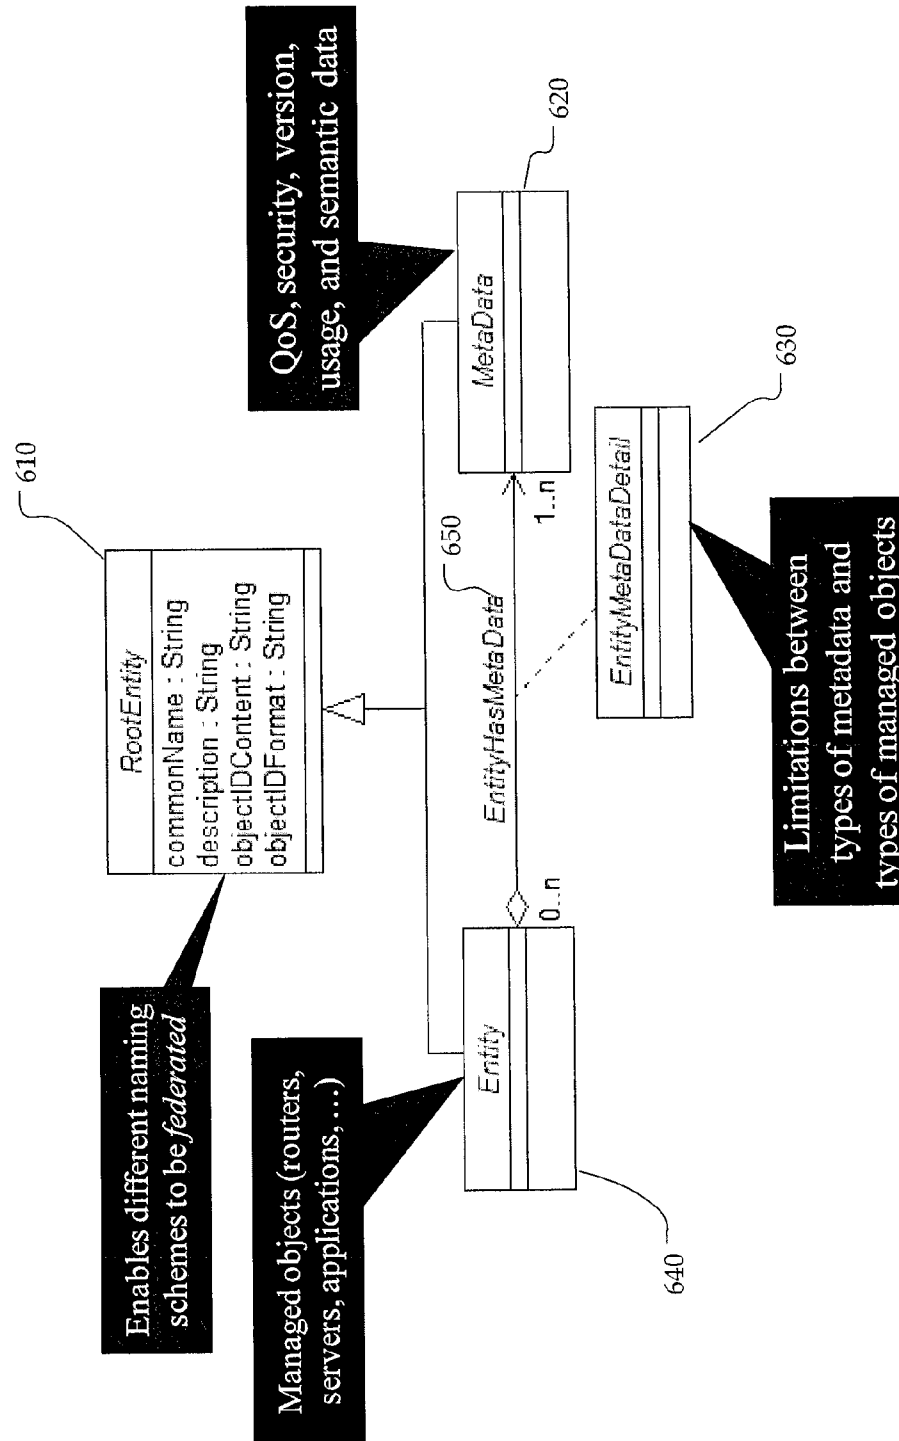 Enables different naming
schemes to be federated
RootEntity
commonName : String
description : String
objectIDContent : String
objectIDFormat : String
610
Managed objects (routers,
servers, applications, …)
QoS, security, version,
usage, and semantic data
Entity
640
0..n
EntityHasMetaData
650
1..n
MetaData
620
EntityMetaDataDetail
630
Limitations between
types of metadata and
types of managed objects